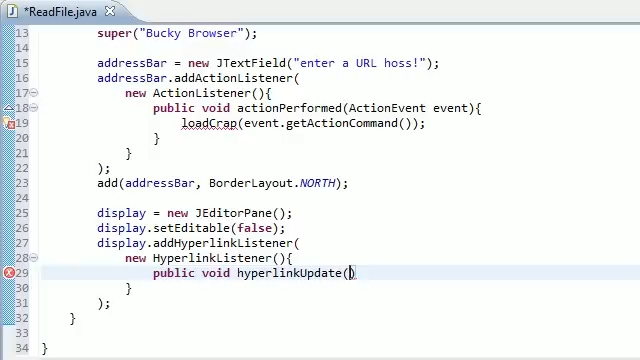 *ReadFile.java
13 super("Bucky Browser");
14
15 addressBar = new JTextField("enter a URL hoss!");
16 addressBar.addActionListener(
17 new ActionListener(){
18 public void actionPerformed(ActionEvent event){
19 loadCrap(event.getActionCommand());
20 }
21 }
22 );
23 add(addressBar, BorderLayout.NORTH);
24
25 display = new JEditorPane();
26 display.setEditable(false);
27 display.addHyperlinkListener(
28 new HyperlinkListener(){
29 public void hyperlinkUpdate()
30 }
31 );
32 }
33
34 }